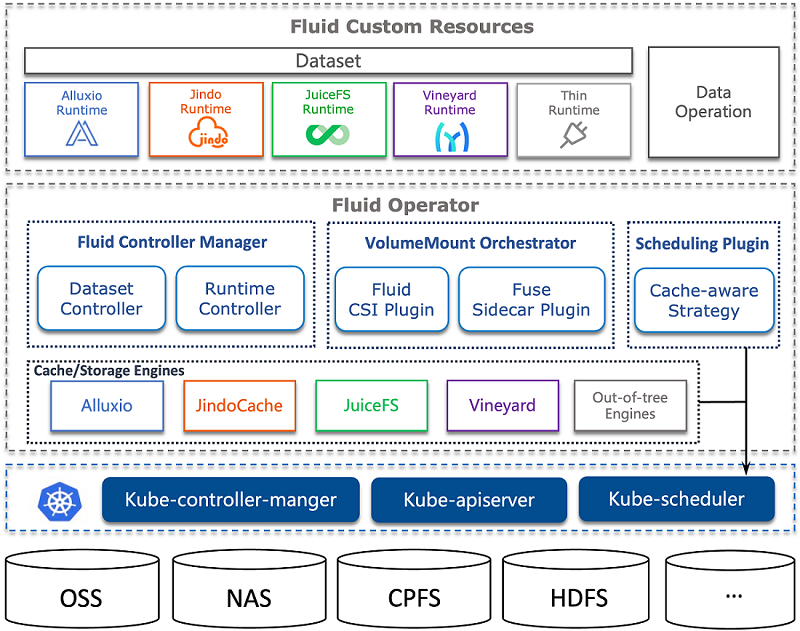 Fluid Custom Resources
Dataset
Alluxio
Runtime
Jindo
Runtime
jindo
JuiceFS
Runtime
Vineyard
Runtime
Thin
Runtime
Data
Operation
Fluid Operator
Fluid Controller Manager
Dataset
Controller
Runtime
Controller
VolumeMount Orchestrator
Fluid
CSI Plugin
Fuse
Sidecar Plugin
Scheduling Plugin
Cache-aware
Strategy
Cache/Storage Engines
Alluxio
JindoCache
JuiceFS
Vineyard
Out-of-tree
Engines
Kube-controller-manger
Kube-apiserver
Kube-scheduler
OSS
NAS
CPFS
HDFS
...